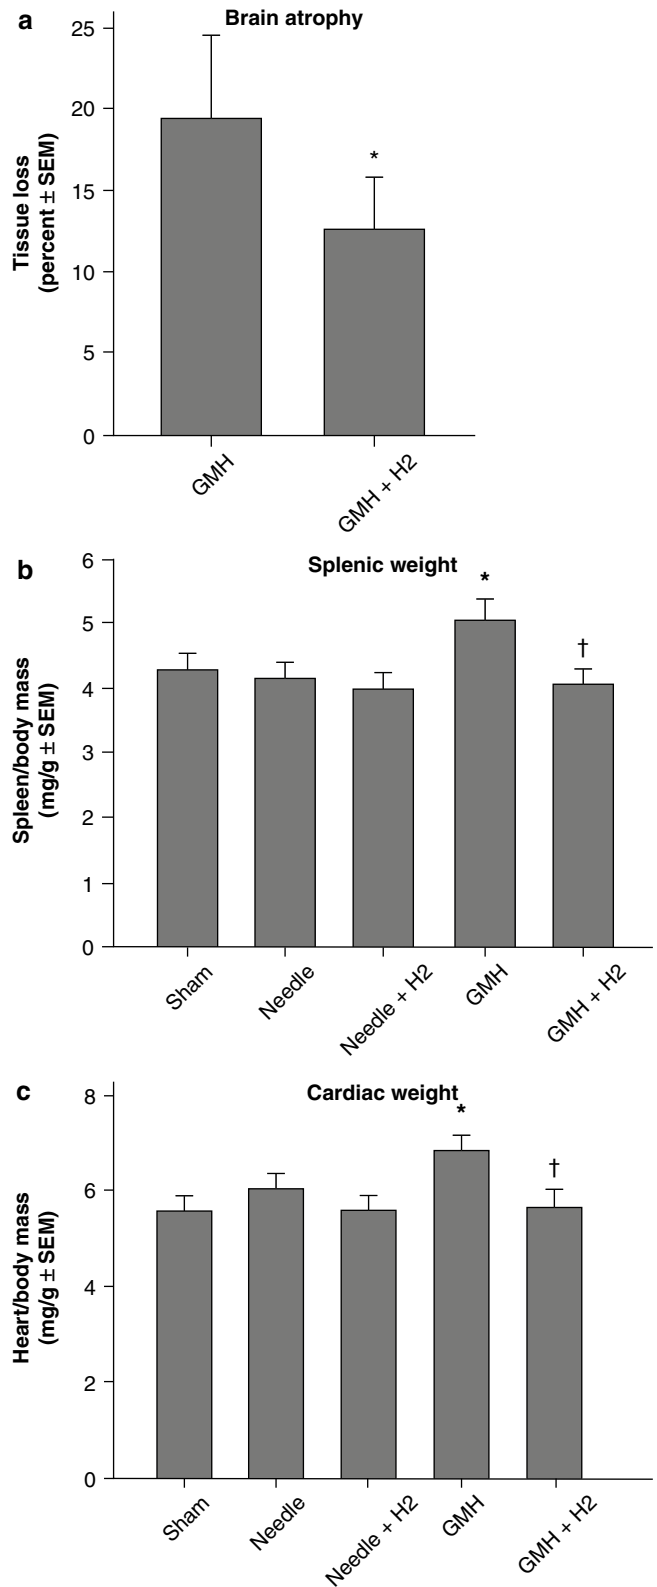 a
Brain atrophy
Tissue loss
(percent ± SEM)
25
20
15
10
5
0
*
GMH
GMH + H2
b
Splenic weight
Spleen/body mass
(mg/g ± SEM)
6
5
4
3
2
1
0
*
†
Sham
Needle
Needle + H2
GMH
GMH + H2
c
Cardiac weight
Heart/body mass
(mg/g ± SEM)
8
6
4
2
0
*
†
Sham
Needle
Needle + H2
GMH
GMH + H2